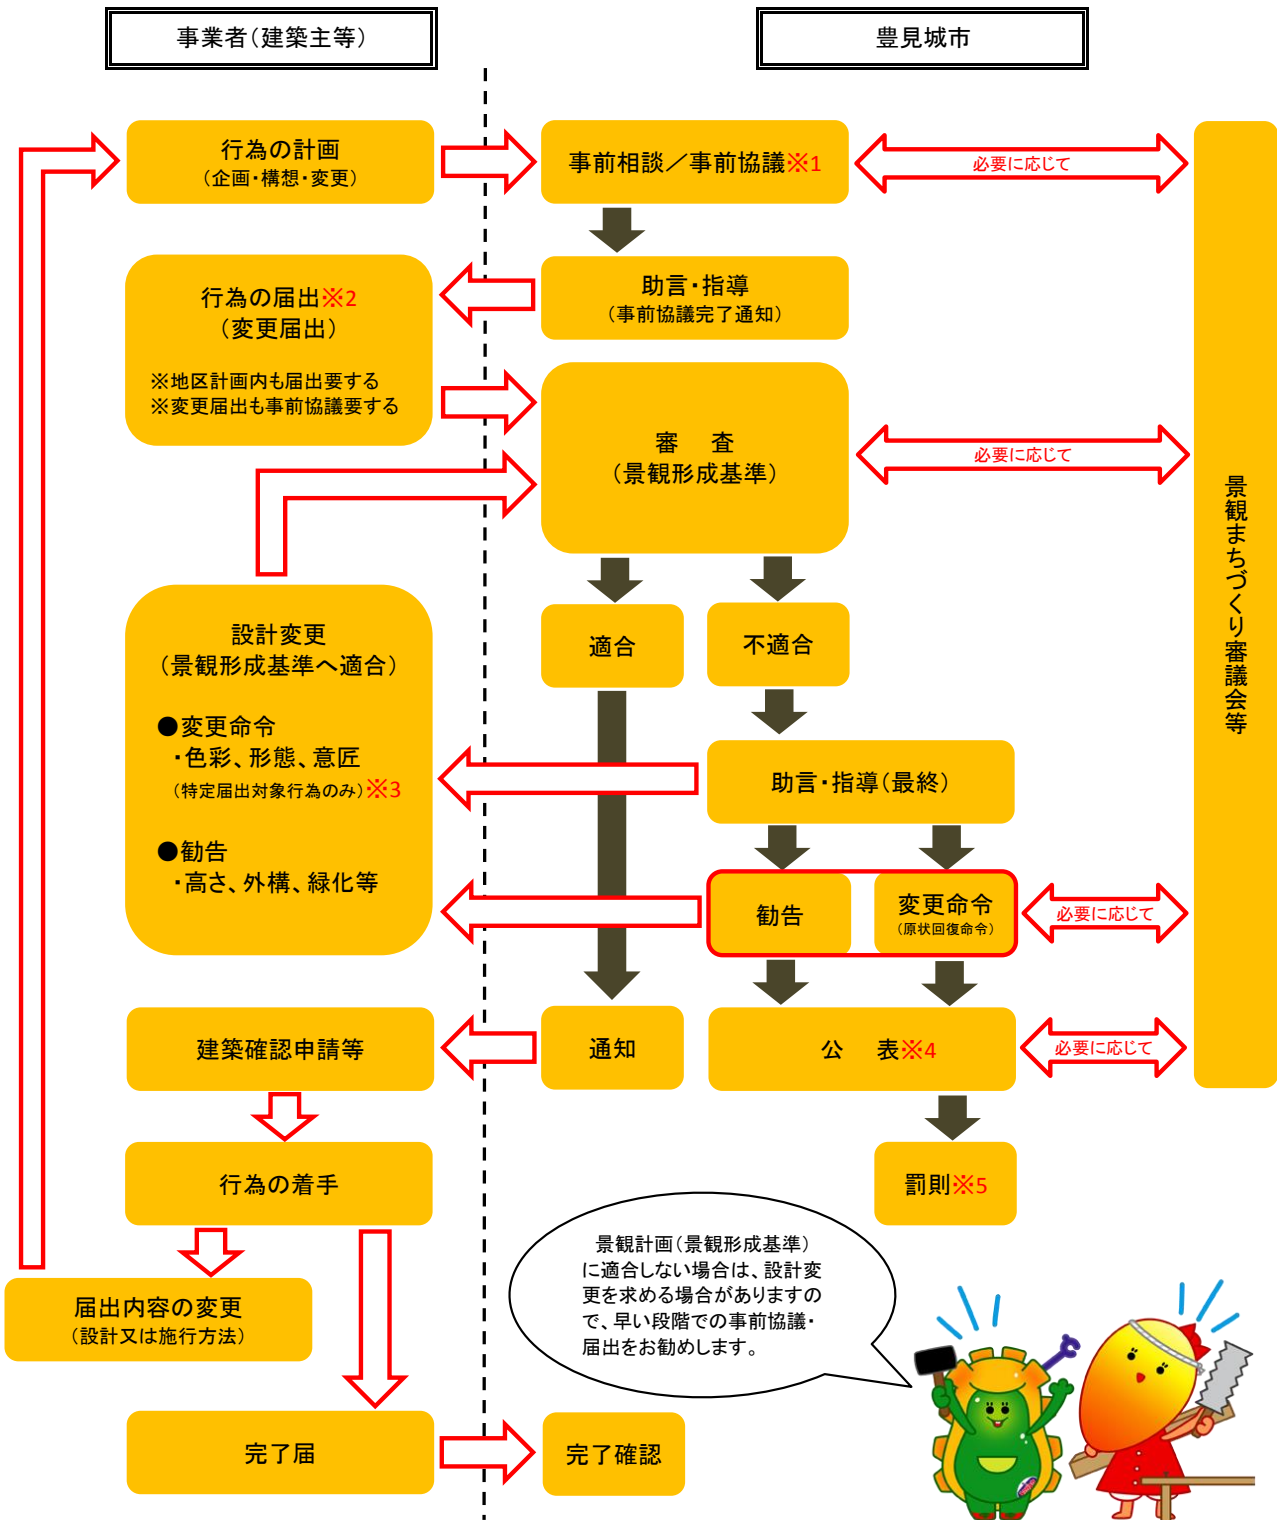 事業者(建築主等)
豊見城市
行為の計画
(企画・構想・変更)
事前相談／事前協議※1
必要に応じて
助言・指導
(事前協議完了通知)
行為の届出※2
(変更届出)
※地区計画内も届出要する
※変更届出も事前協議要する
審　査
(景観形成基準)
必要に応じて
景観まちづくり審議会等
適合
不適合
設計変更
(景観形成基準へ適合)
●変更命令
・色彩、形態、意匠
(特定届出対象行為のみ)※3
●勧告
・高さ、外構、緑化等
助言・指導(最終)
勧告
変更命令
(原状回復命令)
必要に応じて
建築確認申請等
通知
公　表※4
必要に応じて
行為の着手
罰則※5
届出内容の変更
(設計又は施行方法)
景観計画(景観形成基準)
に適合しない場合は、設計変
更を求める場合がありますの
で、早い段階での事前協議・
届出をお勧めします。
完了届
完了確認